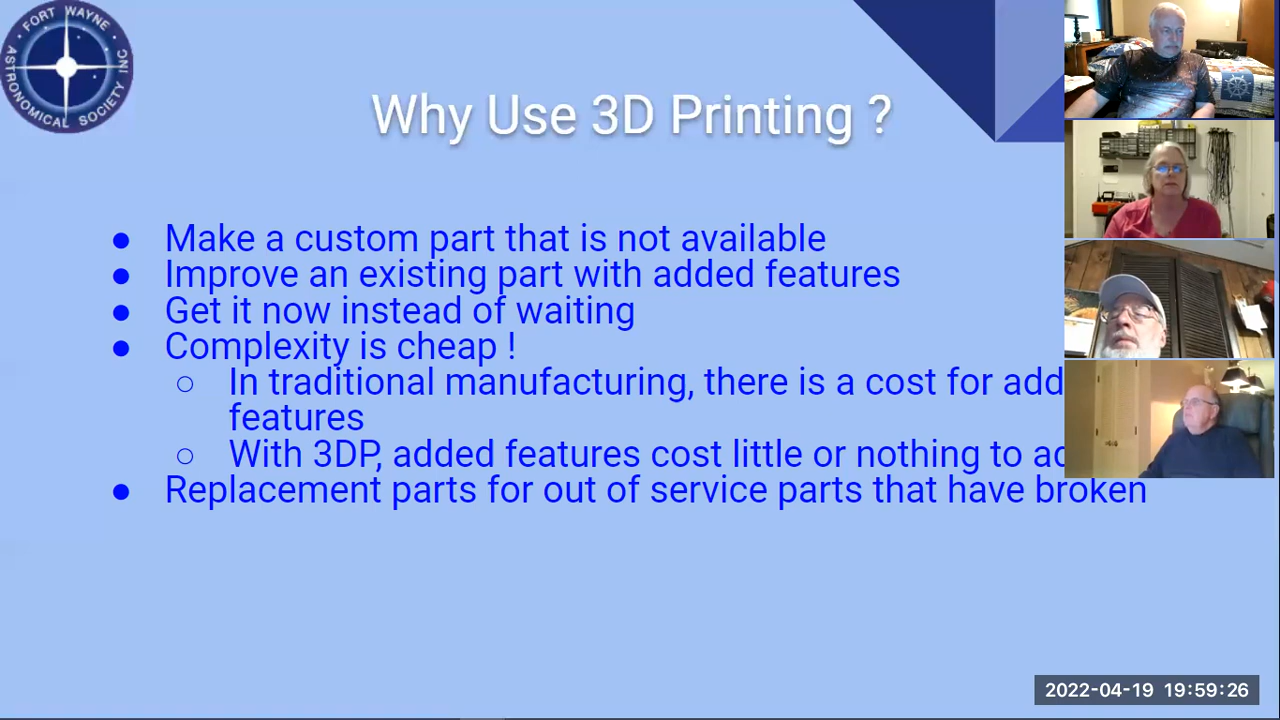 FORT WAYNE ASTRONOMICAL SOCIETY INC
Why Use 3D Printing ?
● Make a custom part that is not available
● Improve an existing part with added features
● Get it now instead of waiting
● Complexity is cheap !
○ In traditional manufacturing, there is a cost for add
features
○ With 3DP, added features cost little or nothing to
● Replacement parts for out of service parts that have broken
2022-04-19 19:59:26